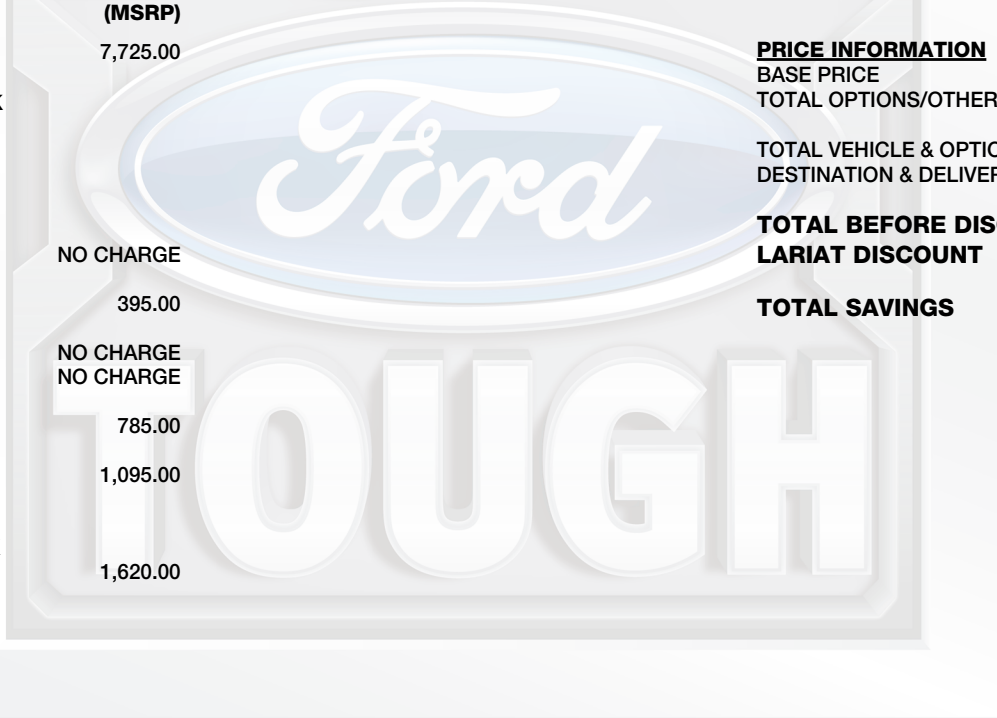 (MSRP)
7,725.00
NO CHARGE
395.00
NO CHARGE
NO CHARGE
785.00
1,095.00
1,620.00
PRICE INFORMATION
BASE PRICE
TOTAL OPTIONS/OTHER
TOTAL VEHICLE & OPTIO
DESTINATION & DELIVER
TOTAL BEFORE DISC
LARIAT DISCOUNT
TOTAL SAVINGS
Ford
TOUGH